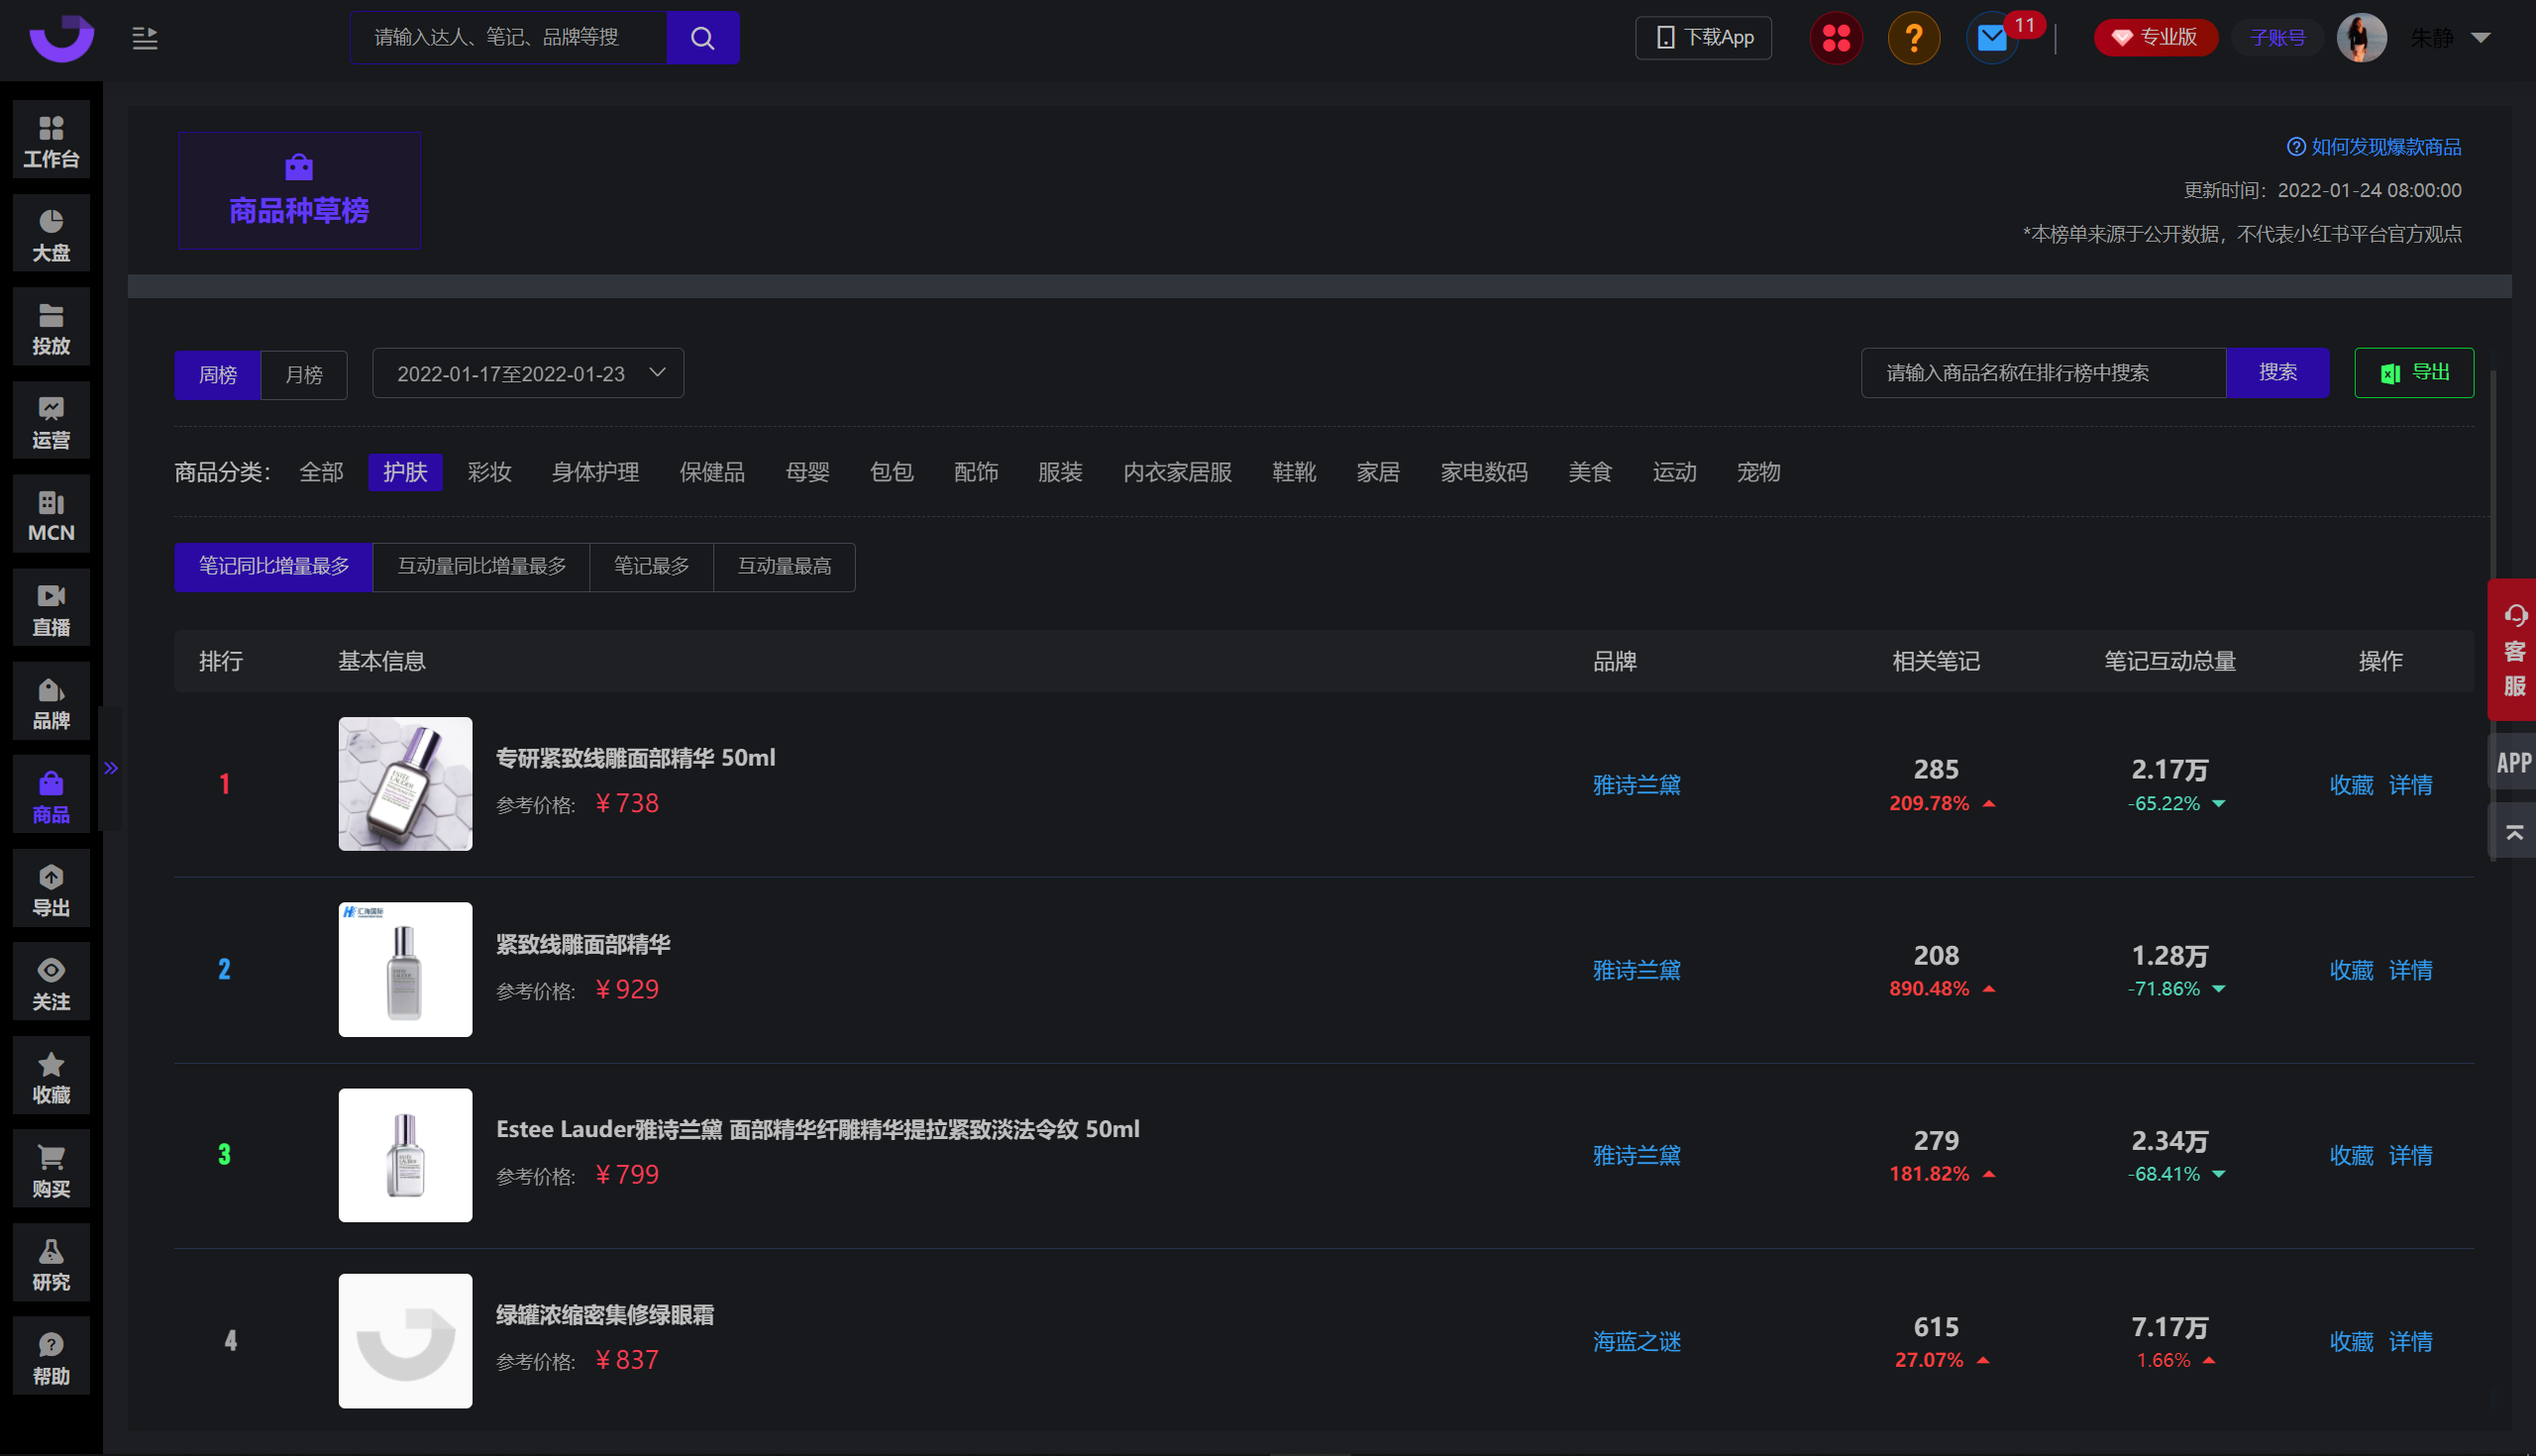 请输入达人、笔记、品牌等搜
下载App
11
专业版
子账号
朱静
工作台
大盘
投放
运营
MCN
直播
品牌
商品
导出
关注
收藏
购买
研究
帮助
商品种草榜
如何发现爆款商品
更新时间：2022-01-24 08:00:00
*本榜单来源于公开数据，不代表小红书平台官方观点
周榜 月榜 2022-01-17至2022-01-23 请输入商品名称在排行榜中搜索 搜索 导出
商品分类： 全部 护肤 彩妆 身体护理 保健品 母婴 包包 配饰 服装 内衣家居服 鞋靴 家居 家电数码 美食 运动 宠物
笔记同比增量最多 互动量同比增量最多 笔记最多 互动量最高
排行 基本信息 品牌 相关笔记 笔记互动总量 操作
1
ESTEE LAUDER
专研紧致线雕面部精华 50ml
参考价格: ¥738
雅诗兰黛
285
209.78%
2.17万
-65.22%
收藏 详情
2
汇海国际
紧致线雕面部精华
参考价格: ¥929
雅诗兰黛
208
890.48%
1.28万
-71.86%
收藏 详情
3
Estee Lauder雅诗兰黛 面部精华纤雕精华提拉紧致淡法令纹 50ml
参考价格: ¥799
雅诗兰黛
279
181.82%
2.34万
-68.41%
收藏 详情
4
绿罐浓缩密集修绿眼霜
参考价格: ¥837
海蓝之谜
615
27.07%
7.17万
1.66%
收藏 详情
客服
APP